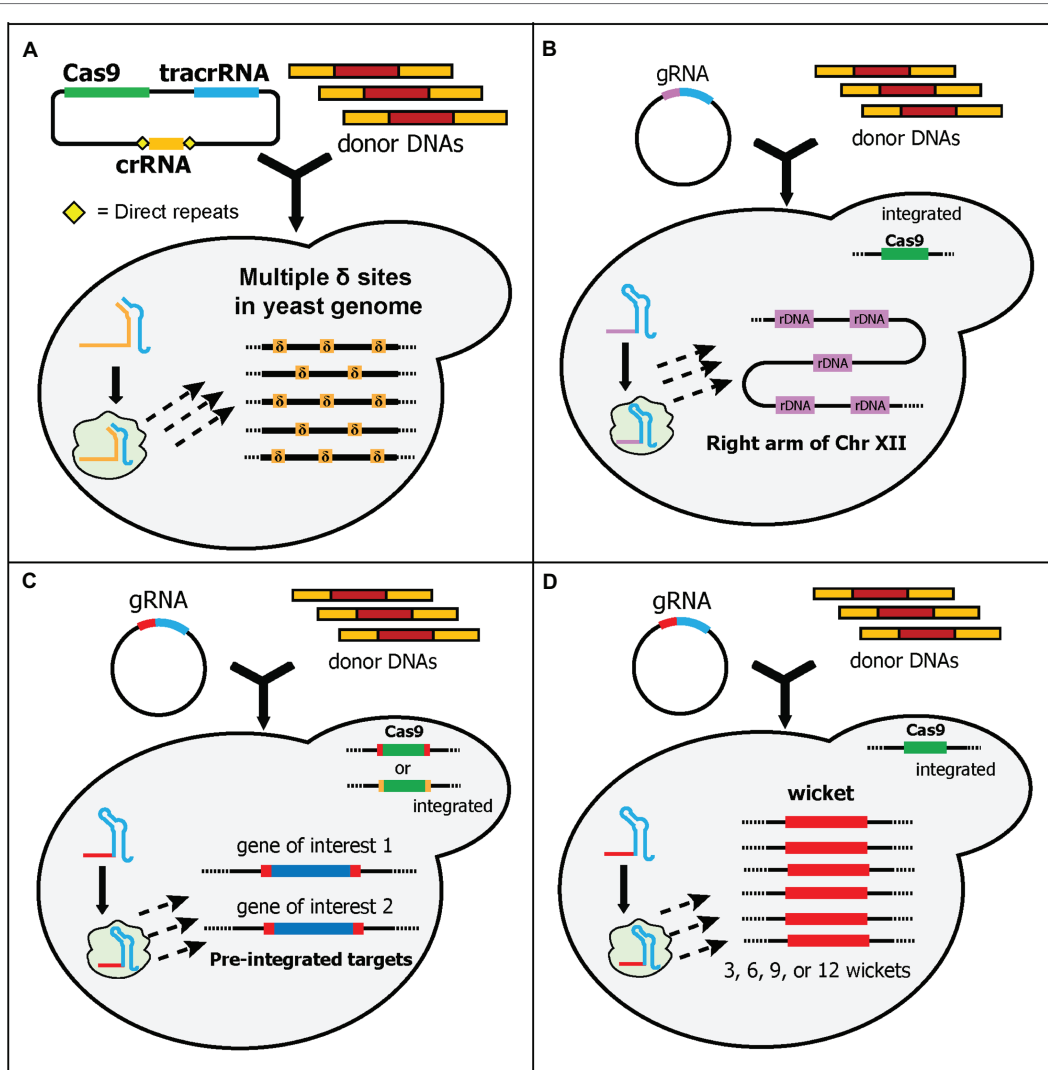 A
Cas9 tracrRNA
donor DNAs
crRNA
= Direct repeats
Multiple δ sites
in yeast genome
δ δ δ
δ δ
δ δ δ
δ δ
δ δ δ
B
gRNA
donor DNAs
integrated
Cas9
rDNA rDNA
rDNA
rDNA rDNA
Right arm of Chr XII
C
gRNA
donor DNAs
Cas9
or
integrated
gene of interest 1
gene of interest 2
Pre-integrated targets
D
gRNA
donor DNAs
Cas9
integrated
wicket
3, 6, 9, or 12 wickets